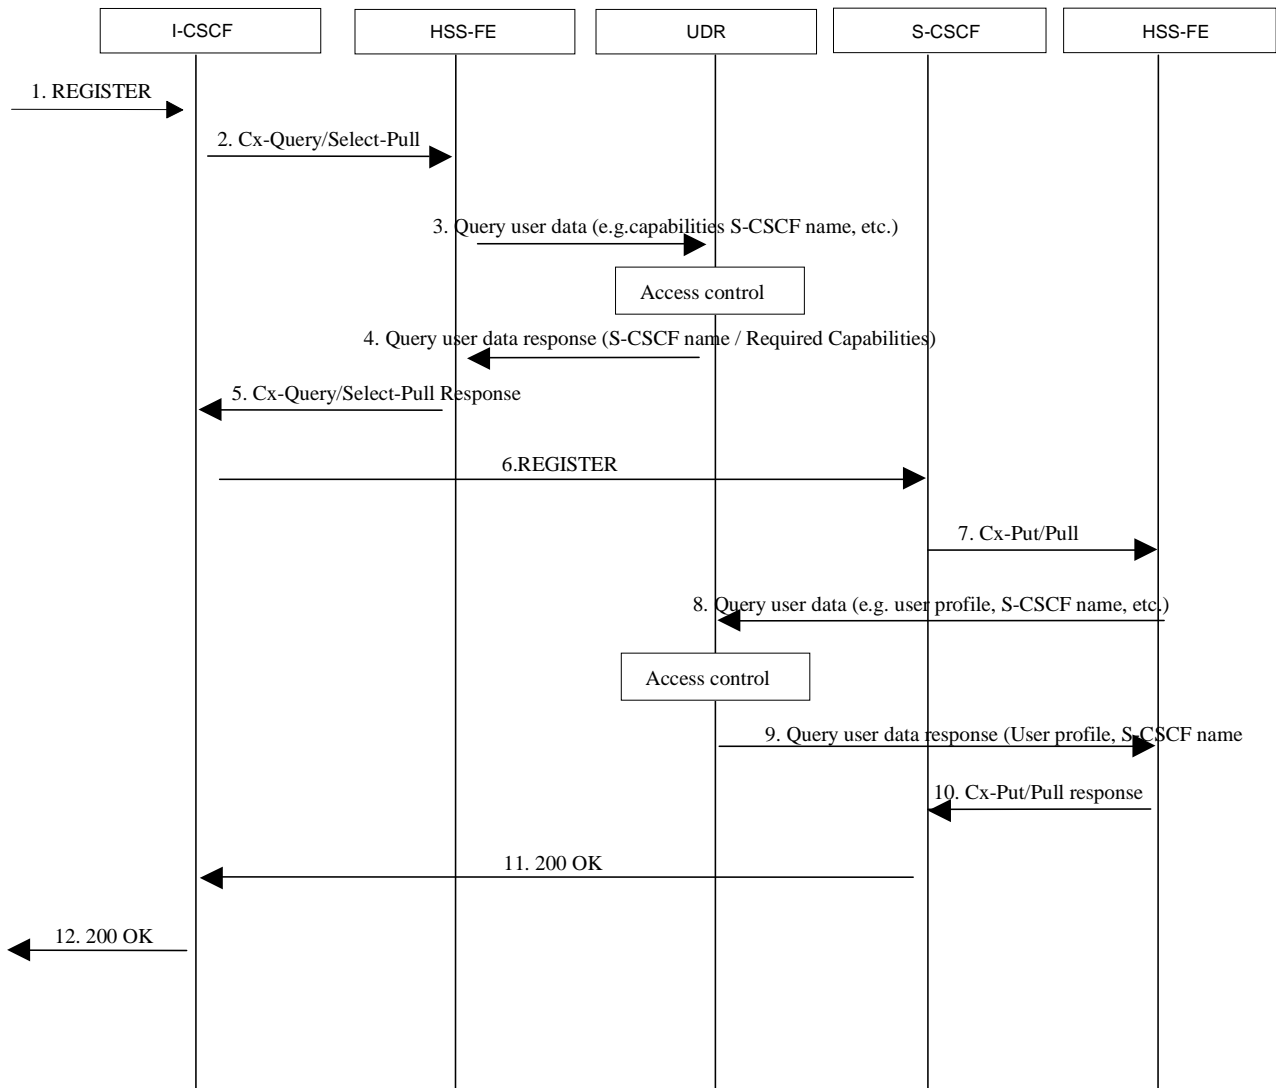 I-CSCF
HSS-FE
UDR
S-CSCF
HSS-FE
1. REGISTER
2. Cx-Query/Select-Pull
3. Query user data (e.g.capabilities S-CSCF name, etc.)
Access control
4. Query user data response (S-CSCF name / Required Capabilities)
5. Cx-Query/Select-Pull Response
6.REGISTER
7. Cx-Put/Pull
8. Query user data (e.g. user profile, S-CSCF name, etc.)
Access control
9. Query user data response (User profile, S-CSCF name
10. Cx-Put/Pull response
11. 200 OK
12. 200 OK